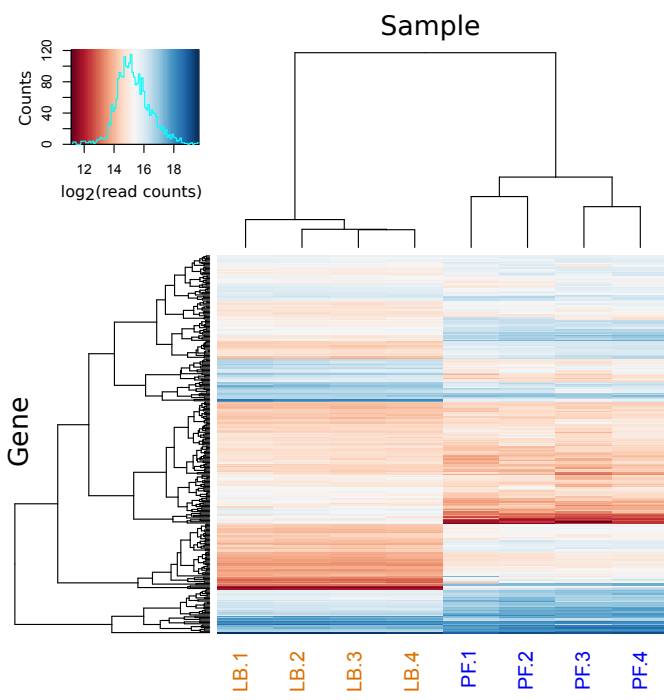 Sample
Counts
0 40 80 120
12 14 16 18
log2(read counts)
Gene
LB.1 LB.2 LB.3 LB.4 PF.1 PF.2 PF.3 PF.4